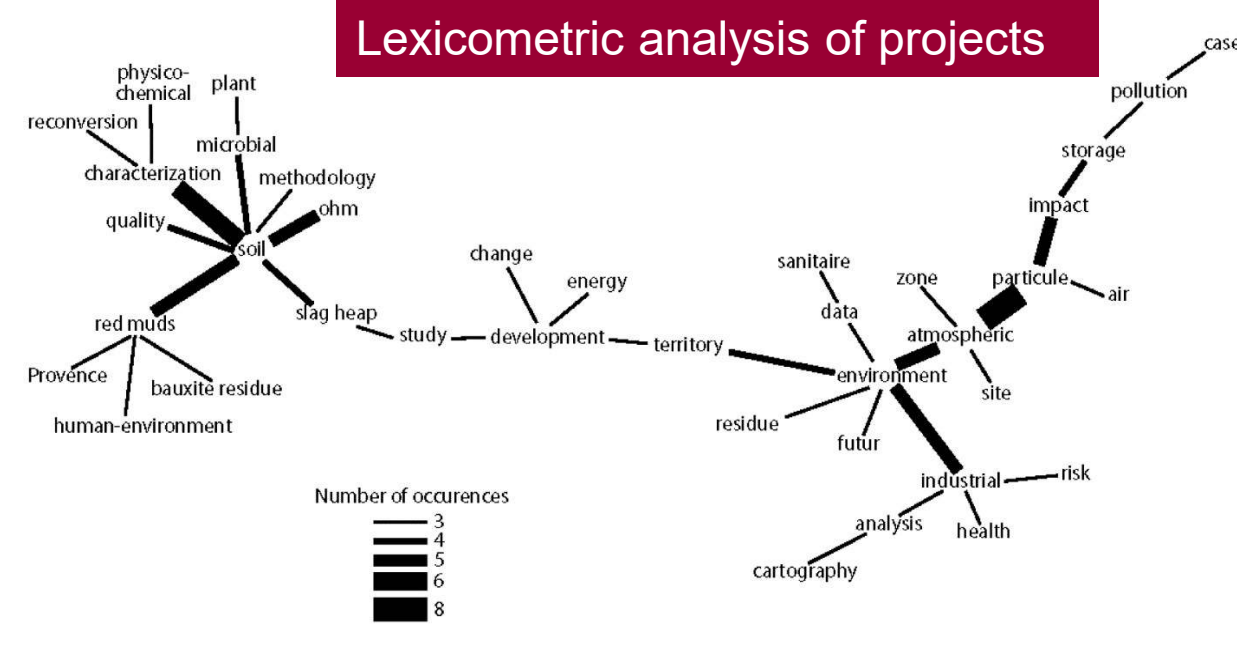 Lexicometric analysis of projects
case
physico-
chemical
plant
pollution
reconversion
microbial
storage
characterization
methodology
impact
quality
ohm
soil
change
sanitaire
zone
particule
energy
air
slag heap
data
red muds
study
development
territory
atmospheric
Provence
bauxite residue
environment
site
human-environment
residue
futur
industrial
risk
Number of occurences
3
4
5
6
8
analysis
health
cartography